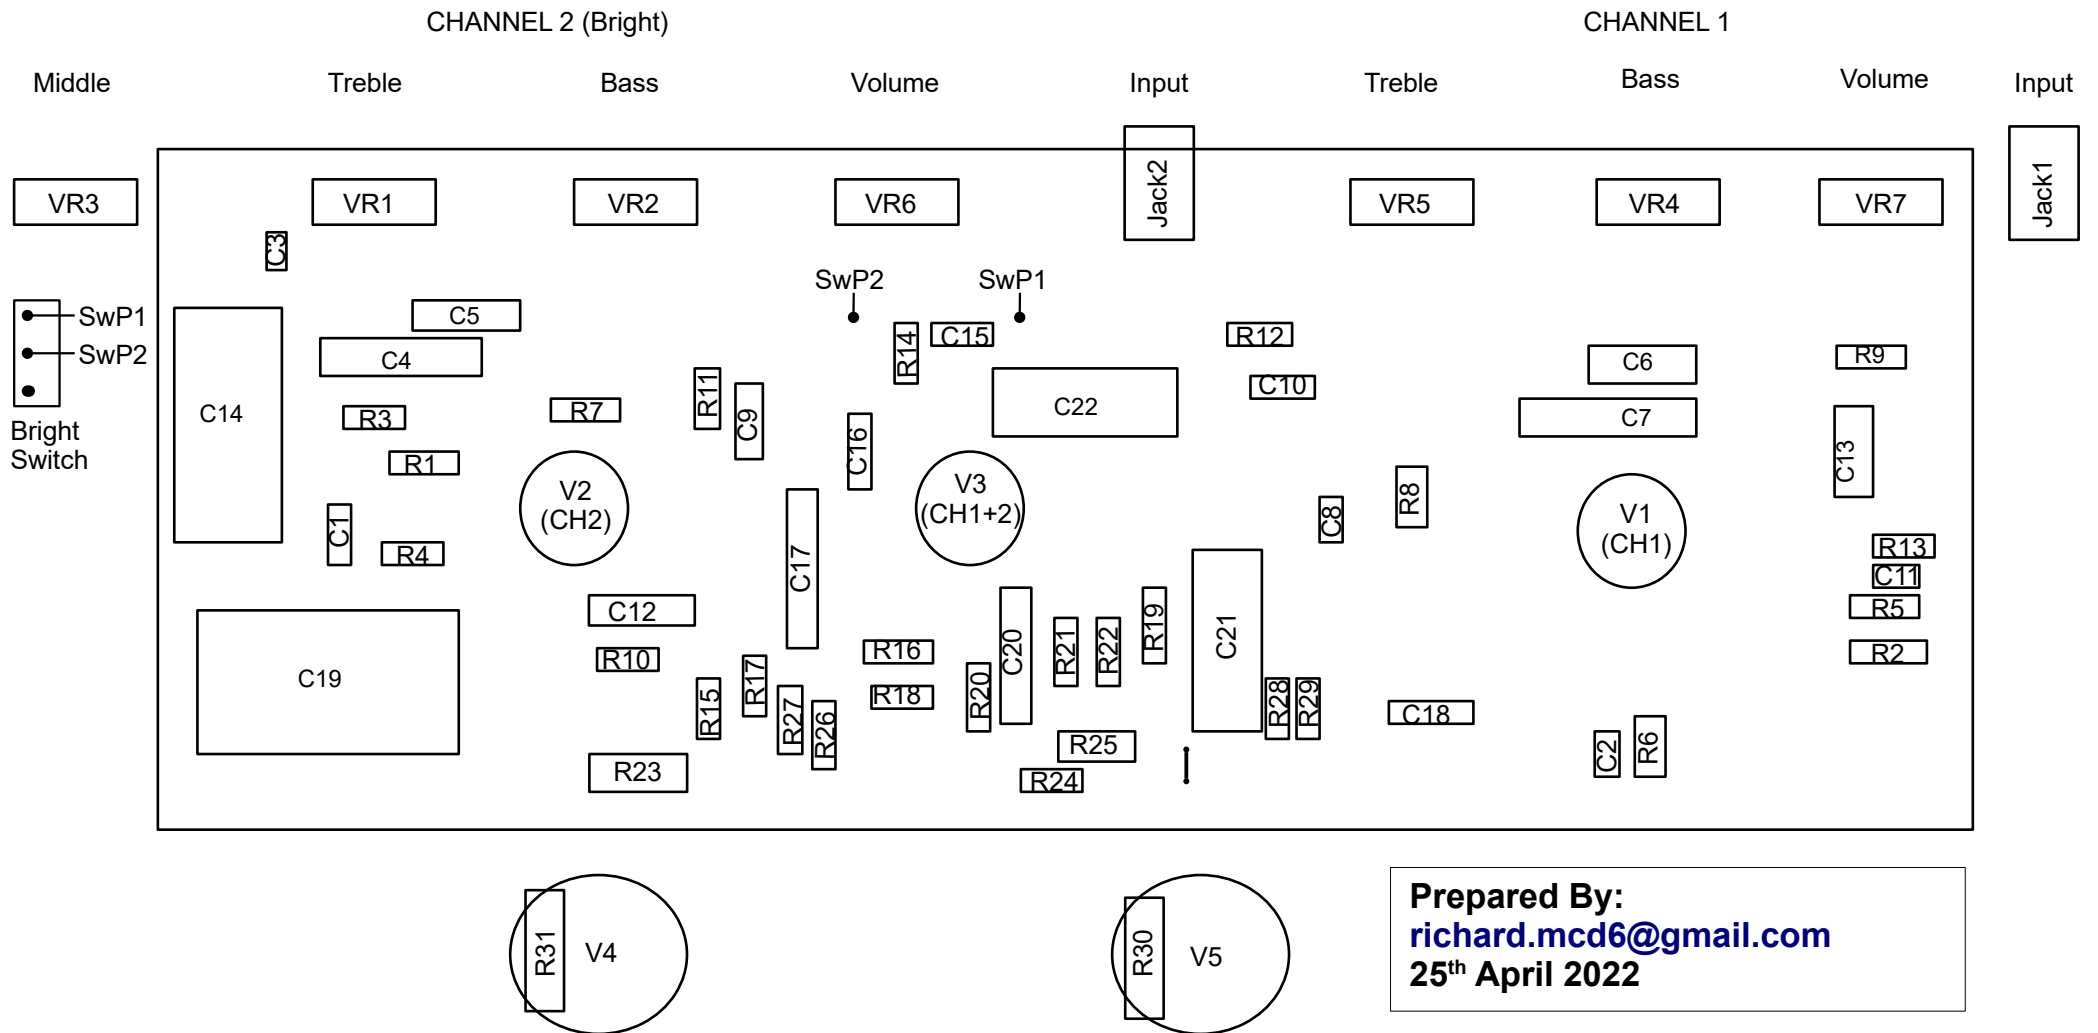 CHANNEL 2 (Bright)
CHANNEL 1
Middle
Treble
Bass
Volume
Input
Treble
Bass
Volume
Input
VR3
VR1
VR2
VR6
Jack2
VR5
VR4
VR7
Jack1
C3
SwP2
SwP1
SwP1
SwP2
Bright
Switch
C5
C4
C14
R3
R1
C1
R4
R7
R11
C9
R14
C15
C16
C22
R12
C10
C6
C7
R9
C13
V2
(CH2)
V3
(CH1+2)
C17
C8
R8
V1
(CH1)
R13
C11
R5
R2
C19
C12
R10
R15
R17
R27
R26
R23
R16
R18
R20
C20
R21
R22
R19
C21
R28
R29
R25
R24
C18
C2
R6
R31
V4
R30
V5
Prepared By:
richard.mcd6@gmail.com
25th April 2022